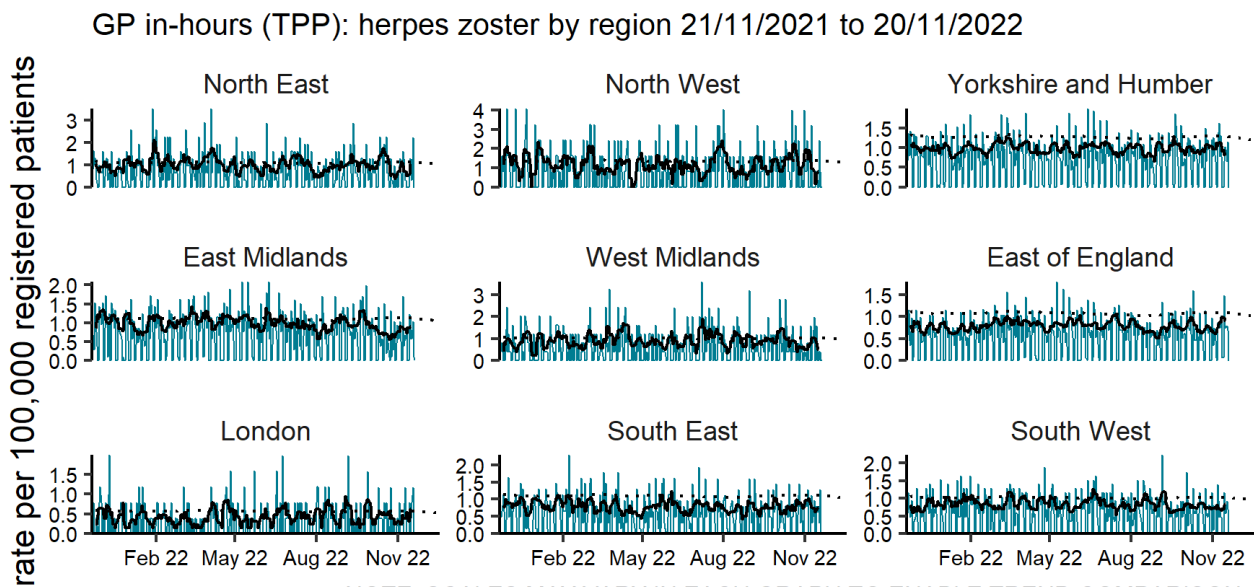 GP in-hours (TPP): herpes zoster by region 21/11/2021 to 20/11/2022
rate per 100,000 registered patients
North East
3
2
1
0
North West
4
3
2
1
0
Yorkshire and Humber
1.5
1.0
0.5
0.0
East Midlands
2.0
1.5
1.0
0.5
0.0
West Midlands
3
2
1
0
East of England
1.5
1.0
0.5
0.0
London
1.5
1.0
0.5
0.0
South East
2.0
1.5
1.0
0.5
0.0
South West
2.0
1.5
1.0
0.5
0.0
Feb 22 May 22 Aug 22 Nov 22
Feb 22 May 22 Aug 22 Nov 22
Feb 22 May 22 Aug 22 Nov 22